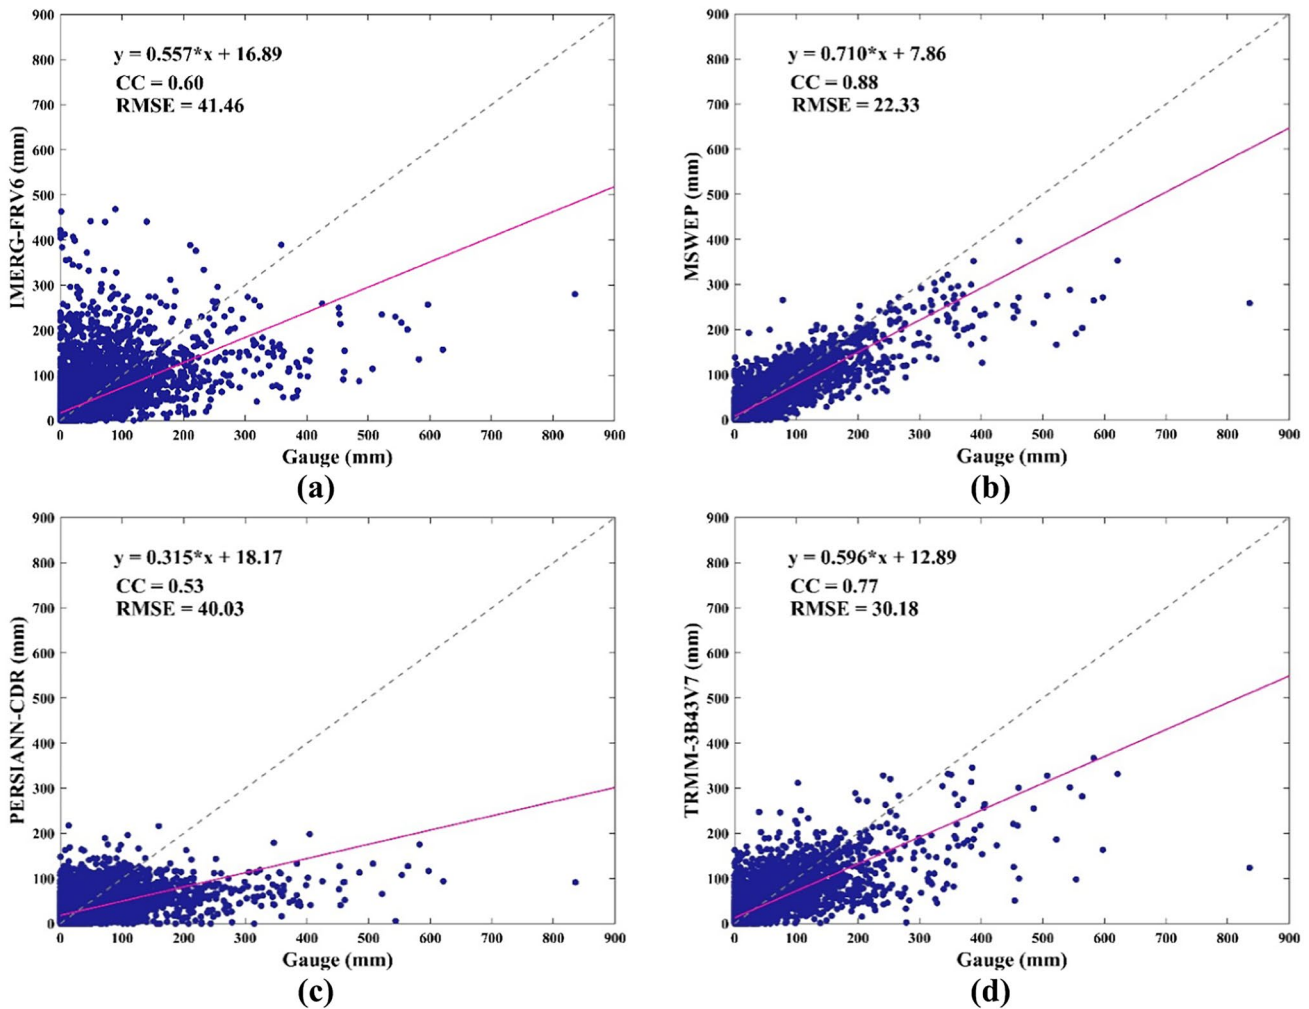 y = 0.557*x + 16.89
CC = 0.60
RMSE = 41.46
IMERG-FRV6 (mm)
900
800
700
600
500
400
300
200
100
0
0 100 200 300 400 500 600 700 800 900
Gauge (mm)
(a)
y = 0.710*x + 7.86
CC = 0.88
RMSE = 22.33
MSWEP (mm)
900
800
700
600
500
400
300
200
100
0
0 100 200 300 400 500 600 700 800 900
Gauge (mm)
(b)
y = 0.315*x + 18.17
CC = 0.53
RMSE = 40.03
PERSIANN-CDR (mm)
900
800
700
600
500
400
300
200
100
0
0 100 200 300 400 500 600 700 800 900
Gauge (mm)
(c)
y = 0.596*x + 12.89
CC = 0.77
RMSE = 30.18
TRMM-3B43V7 (mm)
900
800
700
600
500
400
300
200
100
0
0 100 200 300 400 500 600 700 800 900
Gauge (mm)
(d)